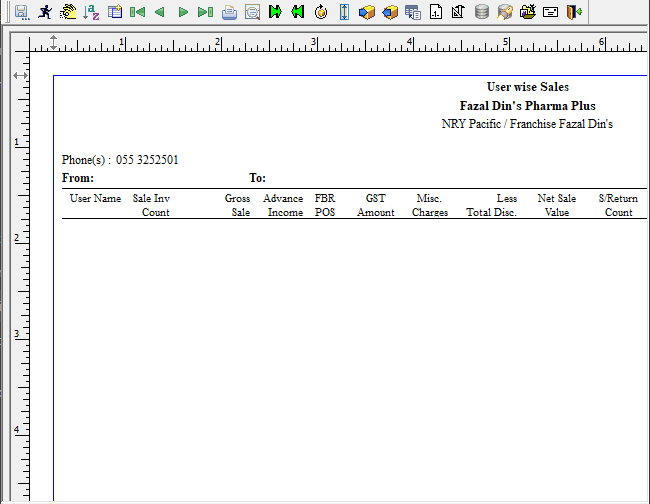 1 2 3 4 5 6
User wise Sales
Fazal Din's Pharma Plus
NRY Pacific / Franchise Fazal Din's
Phone(s) : 055 3252501
From: To:
User Name Sale Inv Gross Advance FBR GST Misc. Less Net Sale S/Return
Count Sale Income POS Amount Charges Total Disc. Value Count
1
2
3
4